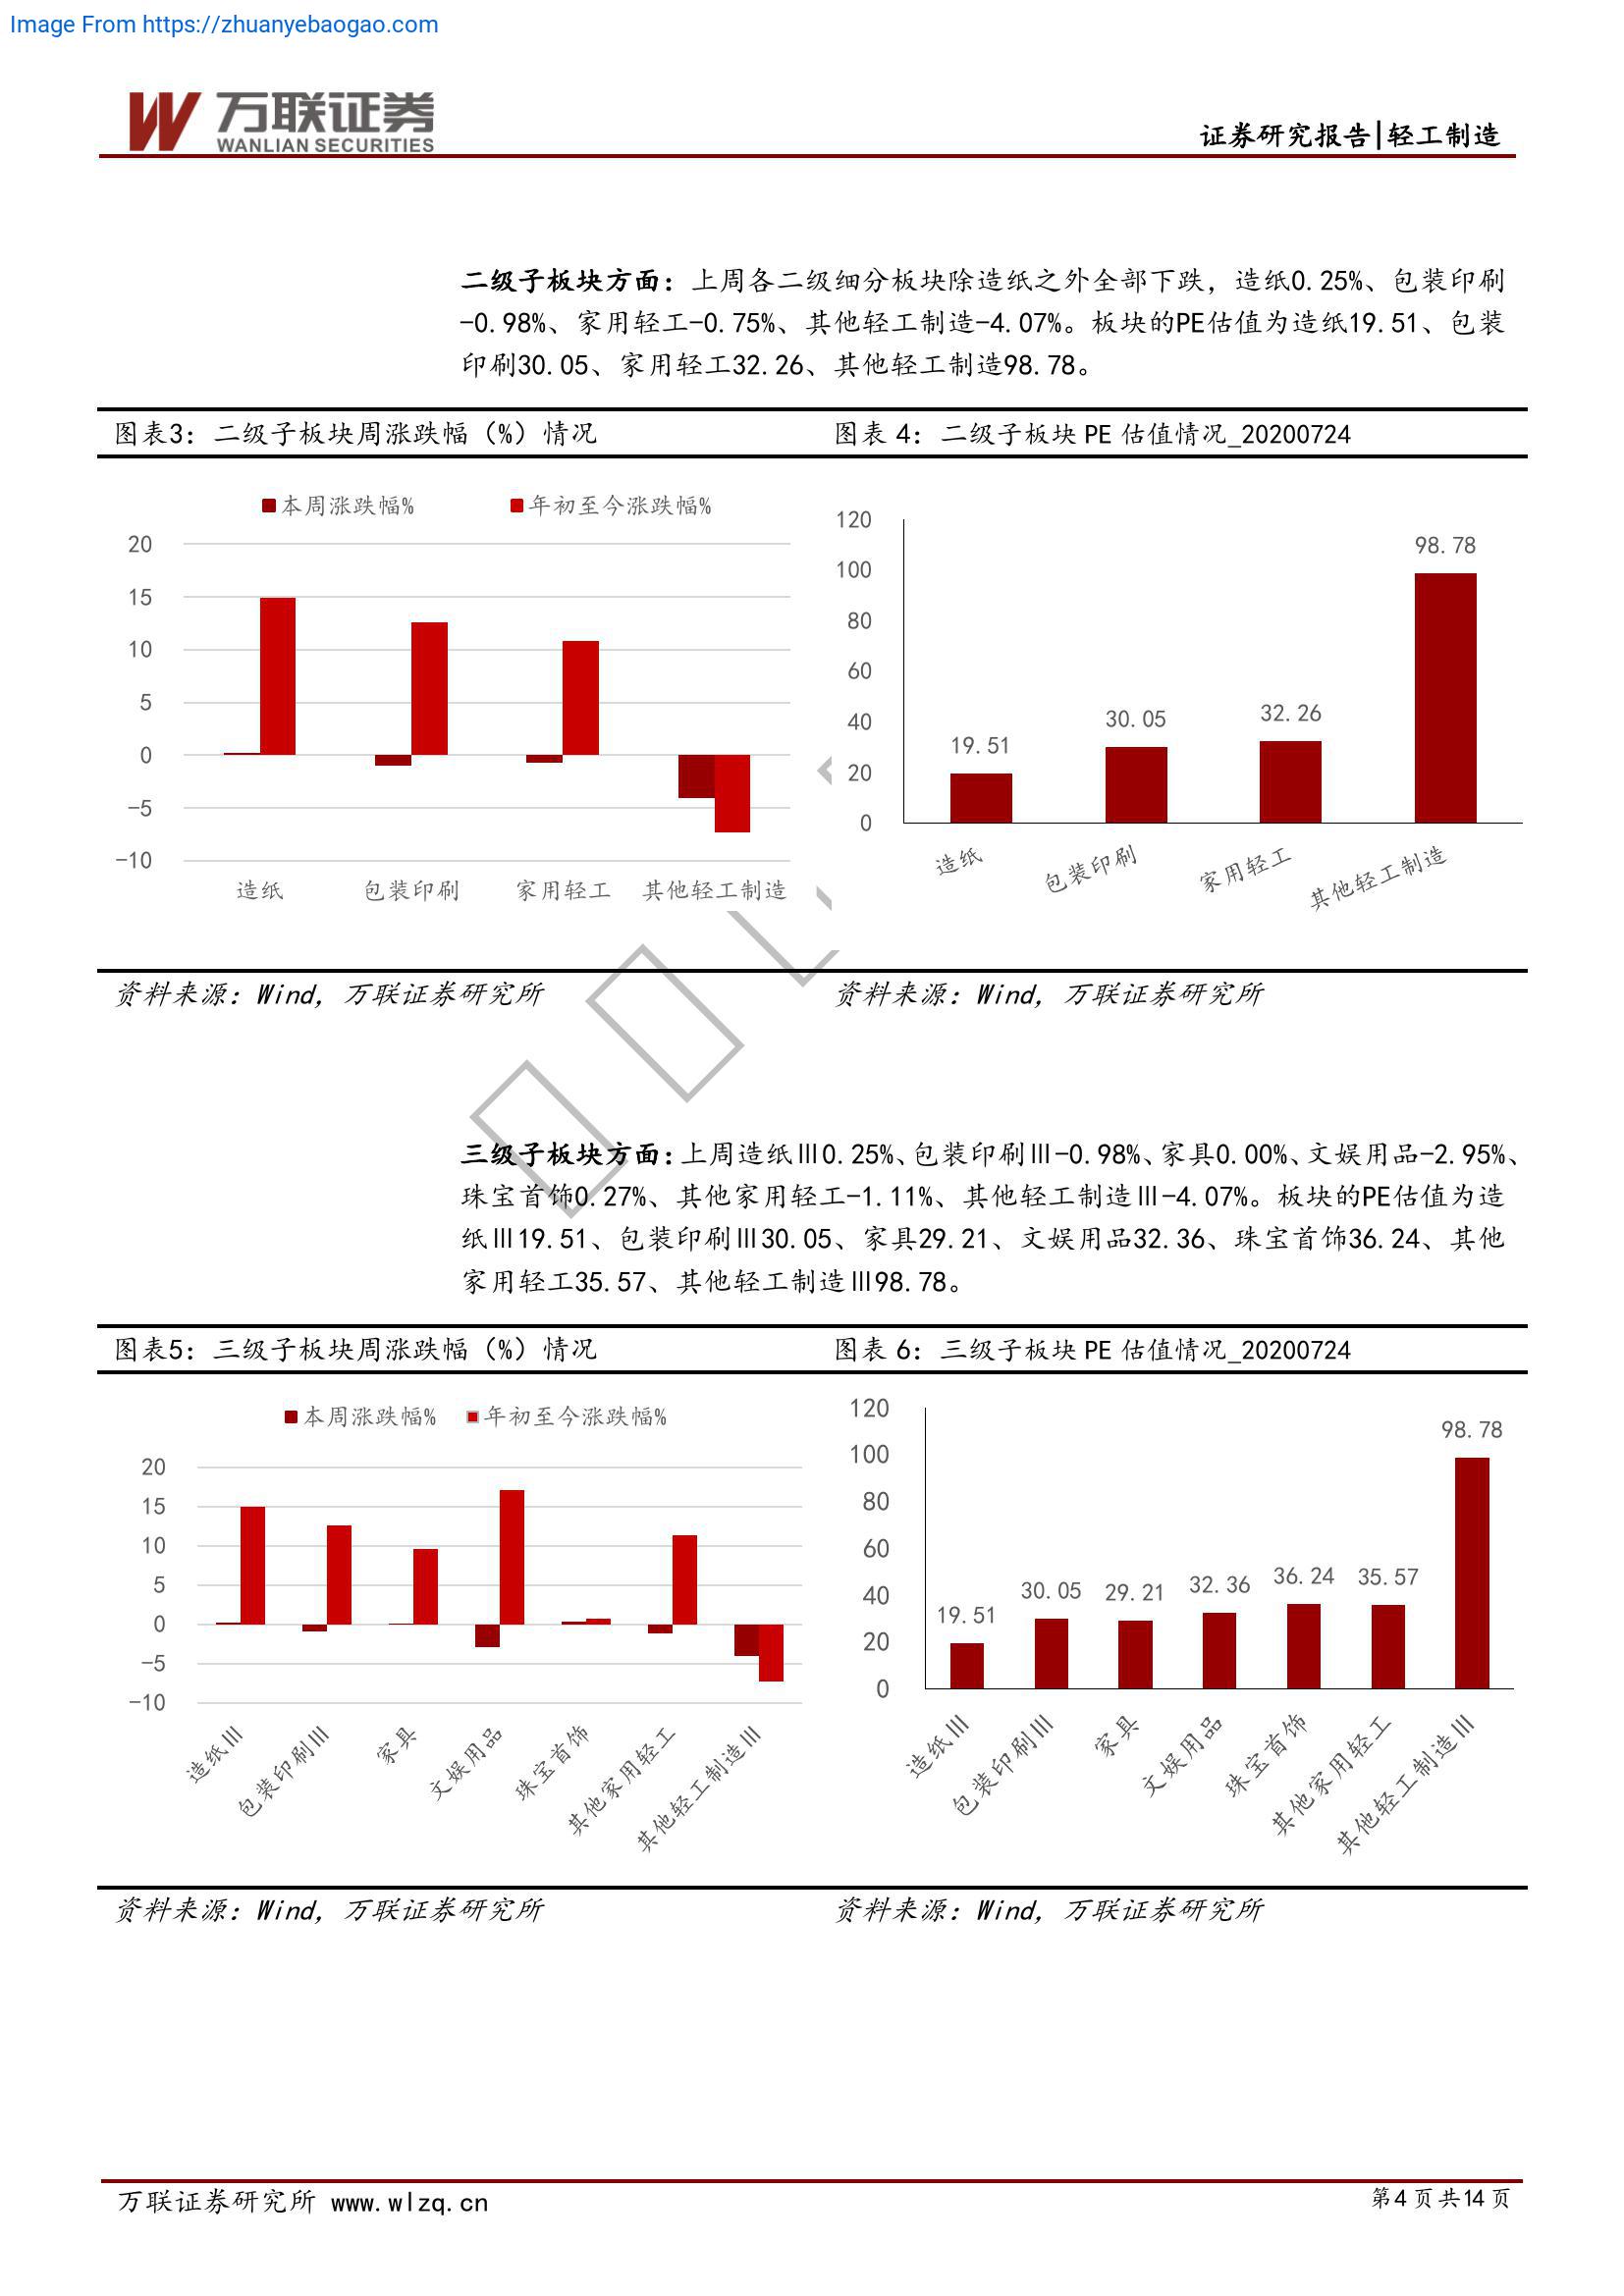 Image From https://zhuanyebaogao.com
万联证券
WANLIAN SECURITIES
证券研究报告|轻工制造
二级子板块方面：上周各二级细分板块除造纸之外全部下跌，造纸0.25%、包装印刷
-0.98%、家用轻工-0.75%、其他轻工制造-4.07%。板块的PE估值为造纸19.51、包装
印刷30.05、家用轻工32.26、其他轻工制造98.78。
图表3：二级子板块周涨跌幅（%）情况
本周涨跌幅% 年初至今涨跌幅%
20
15
10
5
0
-5
-10
造纸 包装印刷 家用轻工 其他轻工制造
资料来源：Wind，万联证券研究所
图表 4：二级子板块 PE 估值情况_20200724
120
100
80
60
40
20
0
19.51 30.05 32.26 98.78
造纸 包装印刷 家用轻工 其他轻工制造
资料来源：Wind，万联证券研究所
三级子板块方面：上周造纸Ⅲ0.25%、包装印刷Ⅲ-0.98%、家具0.00%、文娱用品-2.95%、
珠宝首饰0.27%、其他家用轻工-1.11%、其他轻工制造Ⅲ-4.07%。板块的PE估值为造
纸Ⅲ19.51、包装印刷Ⅲ30.05、家具29.21、文娱用品32.36、珠宝首饰36.24、其他
家用轻工35.57、其他轻工制造Ⅲ98.78。
图表5：三级子板块周涨跌幅（%）情况
本周涨跌幅% 年初至今涨跌幅%
20
15
10
5
0
-5
-10
造纸Ⅲ 包装印刷Ⅲ 家具 文娱用品 珠宝首饰 其他家用轻工 其他轻工制造Ⅲ
资料来源：Wind，万联证券研究所
图表 6：三级子板块 PE 估值情况_20200724
120
100
80
60
40
20
0
19.51 30.05 29.21 32.36 36.24 35.57 98.78
造纸Ⅲ 包装印刷Ⅲ 家具 文娱用品 珠宝首饰 其他家用轻工 其他轻工制造Ⅲ
资料来源：Wind，万联证券研究所
万联证券研究所 www.wlzq.cn
第4页共14页